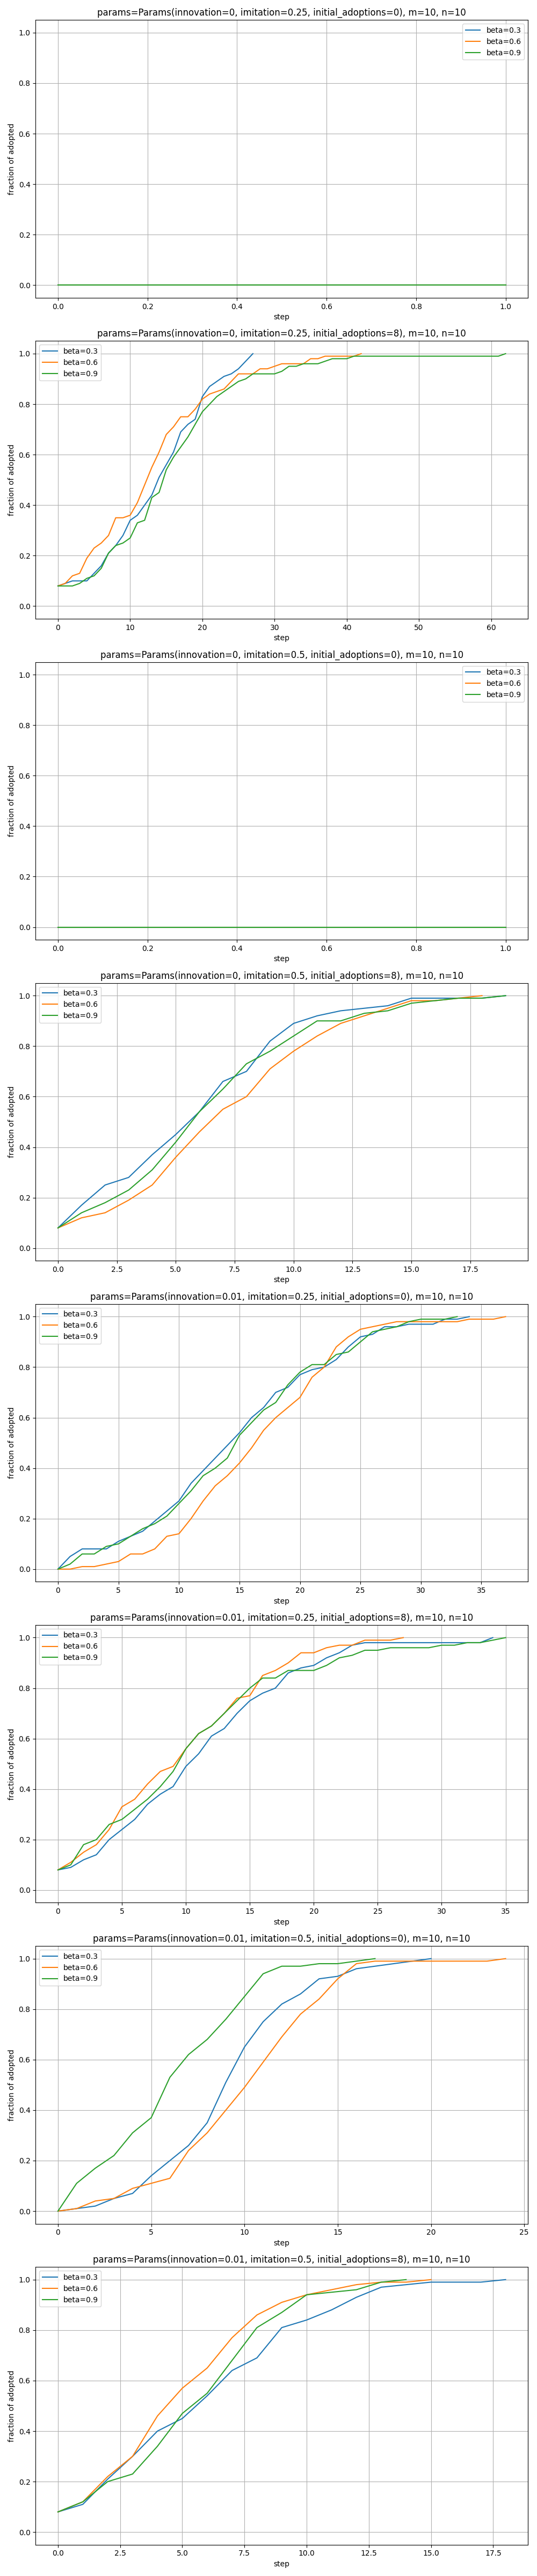 params=Params(innovation=0, imitation=0.25, initial_adoptions=0), m=10, n=10
1.0
0.8
0.6
0.4
0.2
0.0
fraction of adopted
beta=0.3
beta=0.6
beta=0.9
0.0 0.2 0.4 0.6 0.8 1.0
step
params=Params(innovation=0, imitation=0.25, initial_adoptions=8), m=10, n=10
1.0
0.8
0.6
0.4
0.2
0.0
fraction of adopted
beta=0.3
beta=0.6
beta=0.9
0 10 20 30 40 50 60
step
params=Params(innovation=0, imitation=0.5, initial_adoptions=0), m=10, n=10
1.0
0.8
0.6
0.4
0.2
0.0
fraction of adopted
beta=0.3
beta=0.6
beta=0.9
0.0 0.2 0.4 0.6 0.8 1.0
step
params=Params(innovation=0, imitation=0.5, initial_adoptions=8), m=10, n=10
1.0
0.8
0.6
0.4
0.2
0.0
fraction of adopted
beta=0.3
beta=0.6
beta=0.9
0.0 2.5 5.0 7.5 10.0 12.5 15.0 17.5
step
params=Params(innovation=0.01, imitation=0.25, initial_adoptions=0), m=10, n=10
1.0
0.8
0.6
0.4
0.2
0.0
fraction of adopted
beta=0.3
beta=0.6
beta=0.9
0 5 10 15 20 25 30 35
step
params=Params(innovation=0.01, imitation=0.25, initial_adoptions=8), m=10, n=10
1.0
0.8
0.6
0.4
0.2
0.0
fraction of adopted
beta=0.3
beta=0.6
beta=0.9
0 5 10 15 20 25 30 35
step
params=Params(innovation=0.01, imitation=0.5, initial_adoptions=0), m=10, n=10
1.0
0.8
0.6
0.4
0.2
0.0
fraction of adopted
beta=0.3
beta=0.6
beta=0.9
0 5 10 15 20 25
step
params=Params(innovation=0.01, imitation=0.5, initial_adoptions=8), m=10, n=10
1.0
0.8
0.6
0.4
0.2
0.0
fraction of adopted
beta=0.3
beta=0.6
beta=0.9
0.0 2.5 5.0 7.5 10.0 12.5 15.0 17.5
step